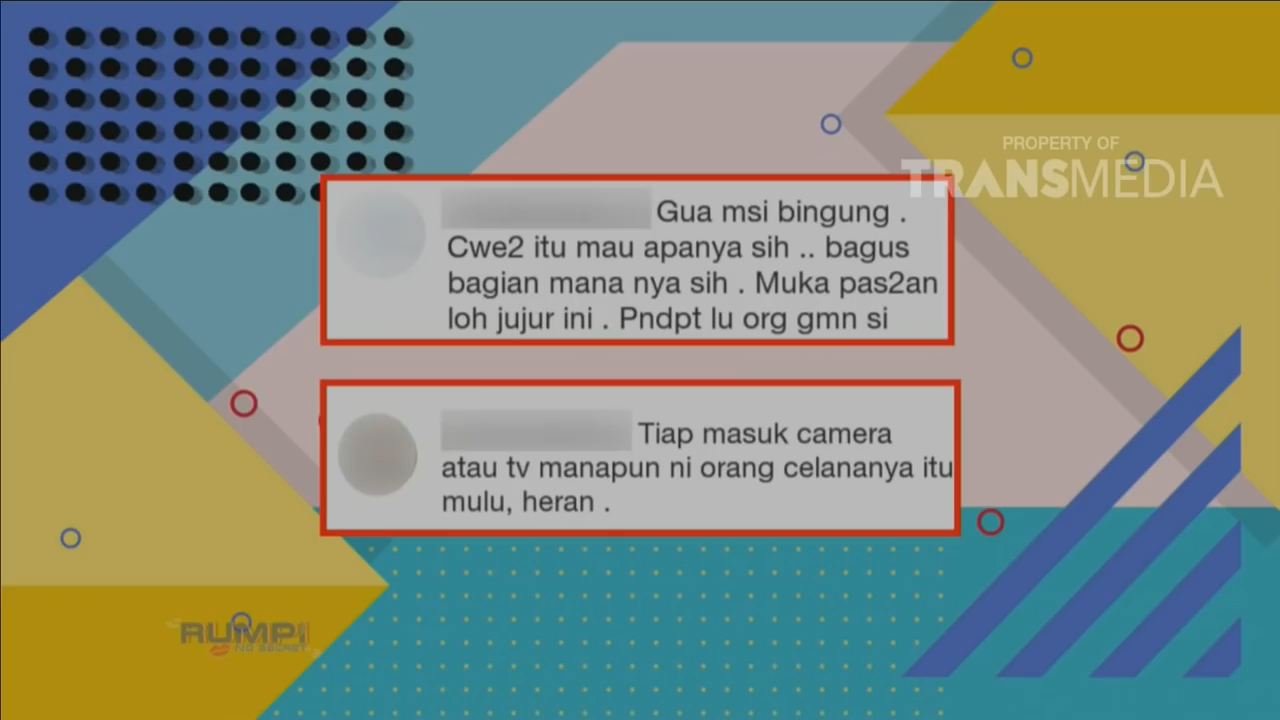 PROPERTY OF
TRANSMEDIA
Gua msi bingung .
Cwe2 itu mau apanya sih .. bagus
bagian mana nya sih . Muka pas2an
loh jujur ini . Pndpt lu org gmn si
Tiap masuk camera
atau tv manapun ni orang celananya itu
mulu, heran .
RUMPI
NO SECRET